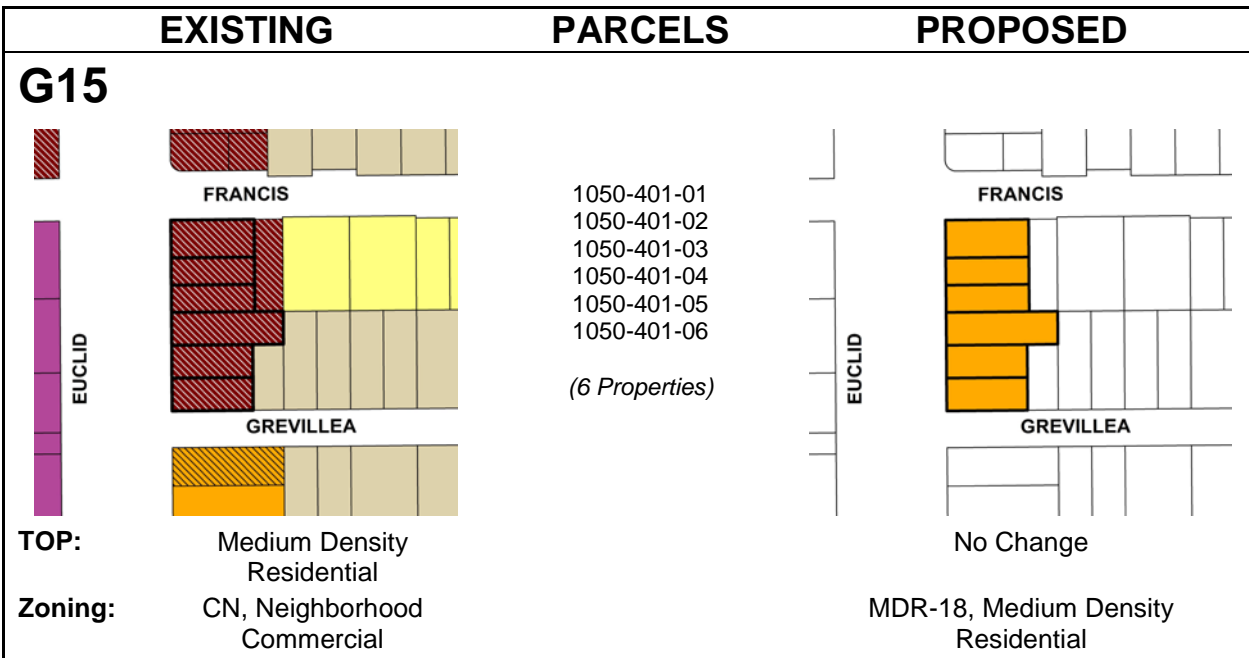 EXISTING PARCELS PROPOSED
G15
FRANCIS
EUCLID
GREVILLEA
1050-401-01
1050-401-02
1050-401-03
1050-401-04
1050-401-05
1050-401-06
(6 Properties)
FRANCIS
EUCLID
GREVILLEA
TOP: Medium Density
Residential
No Change
Zoning: CN, Neighborhood
Commercial
MDR-18, Medium Density
Residential